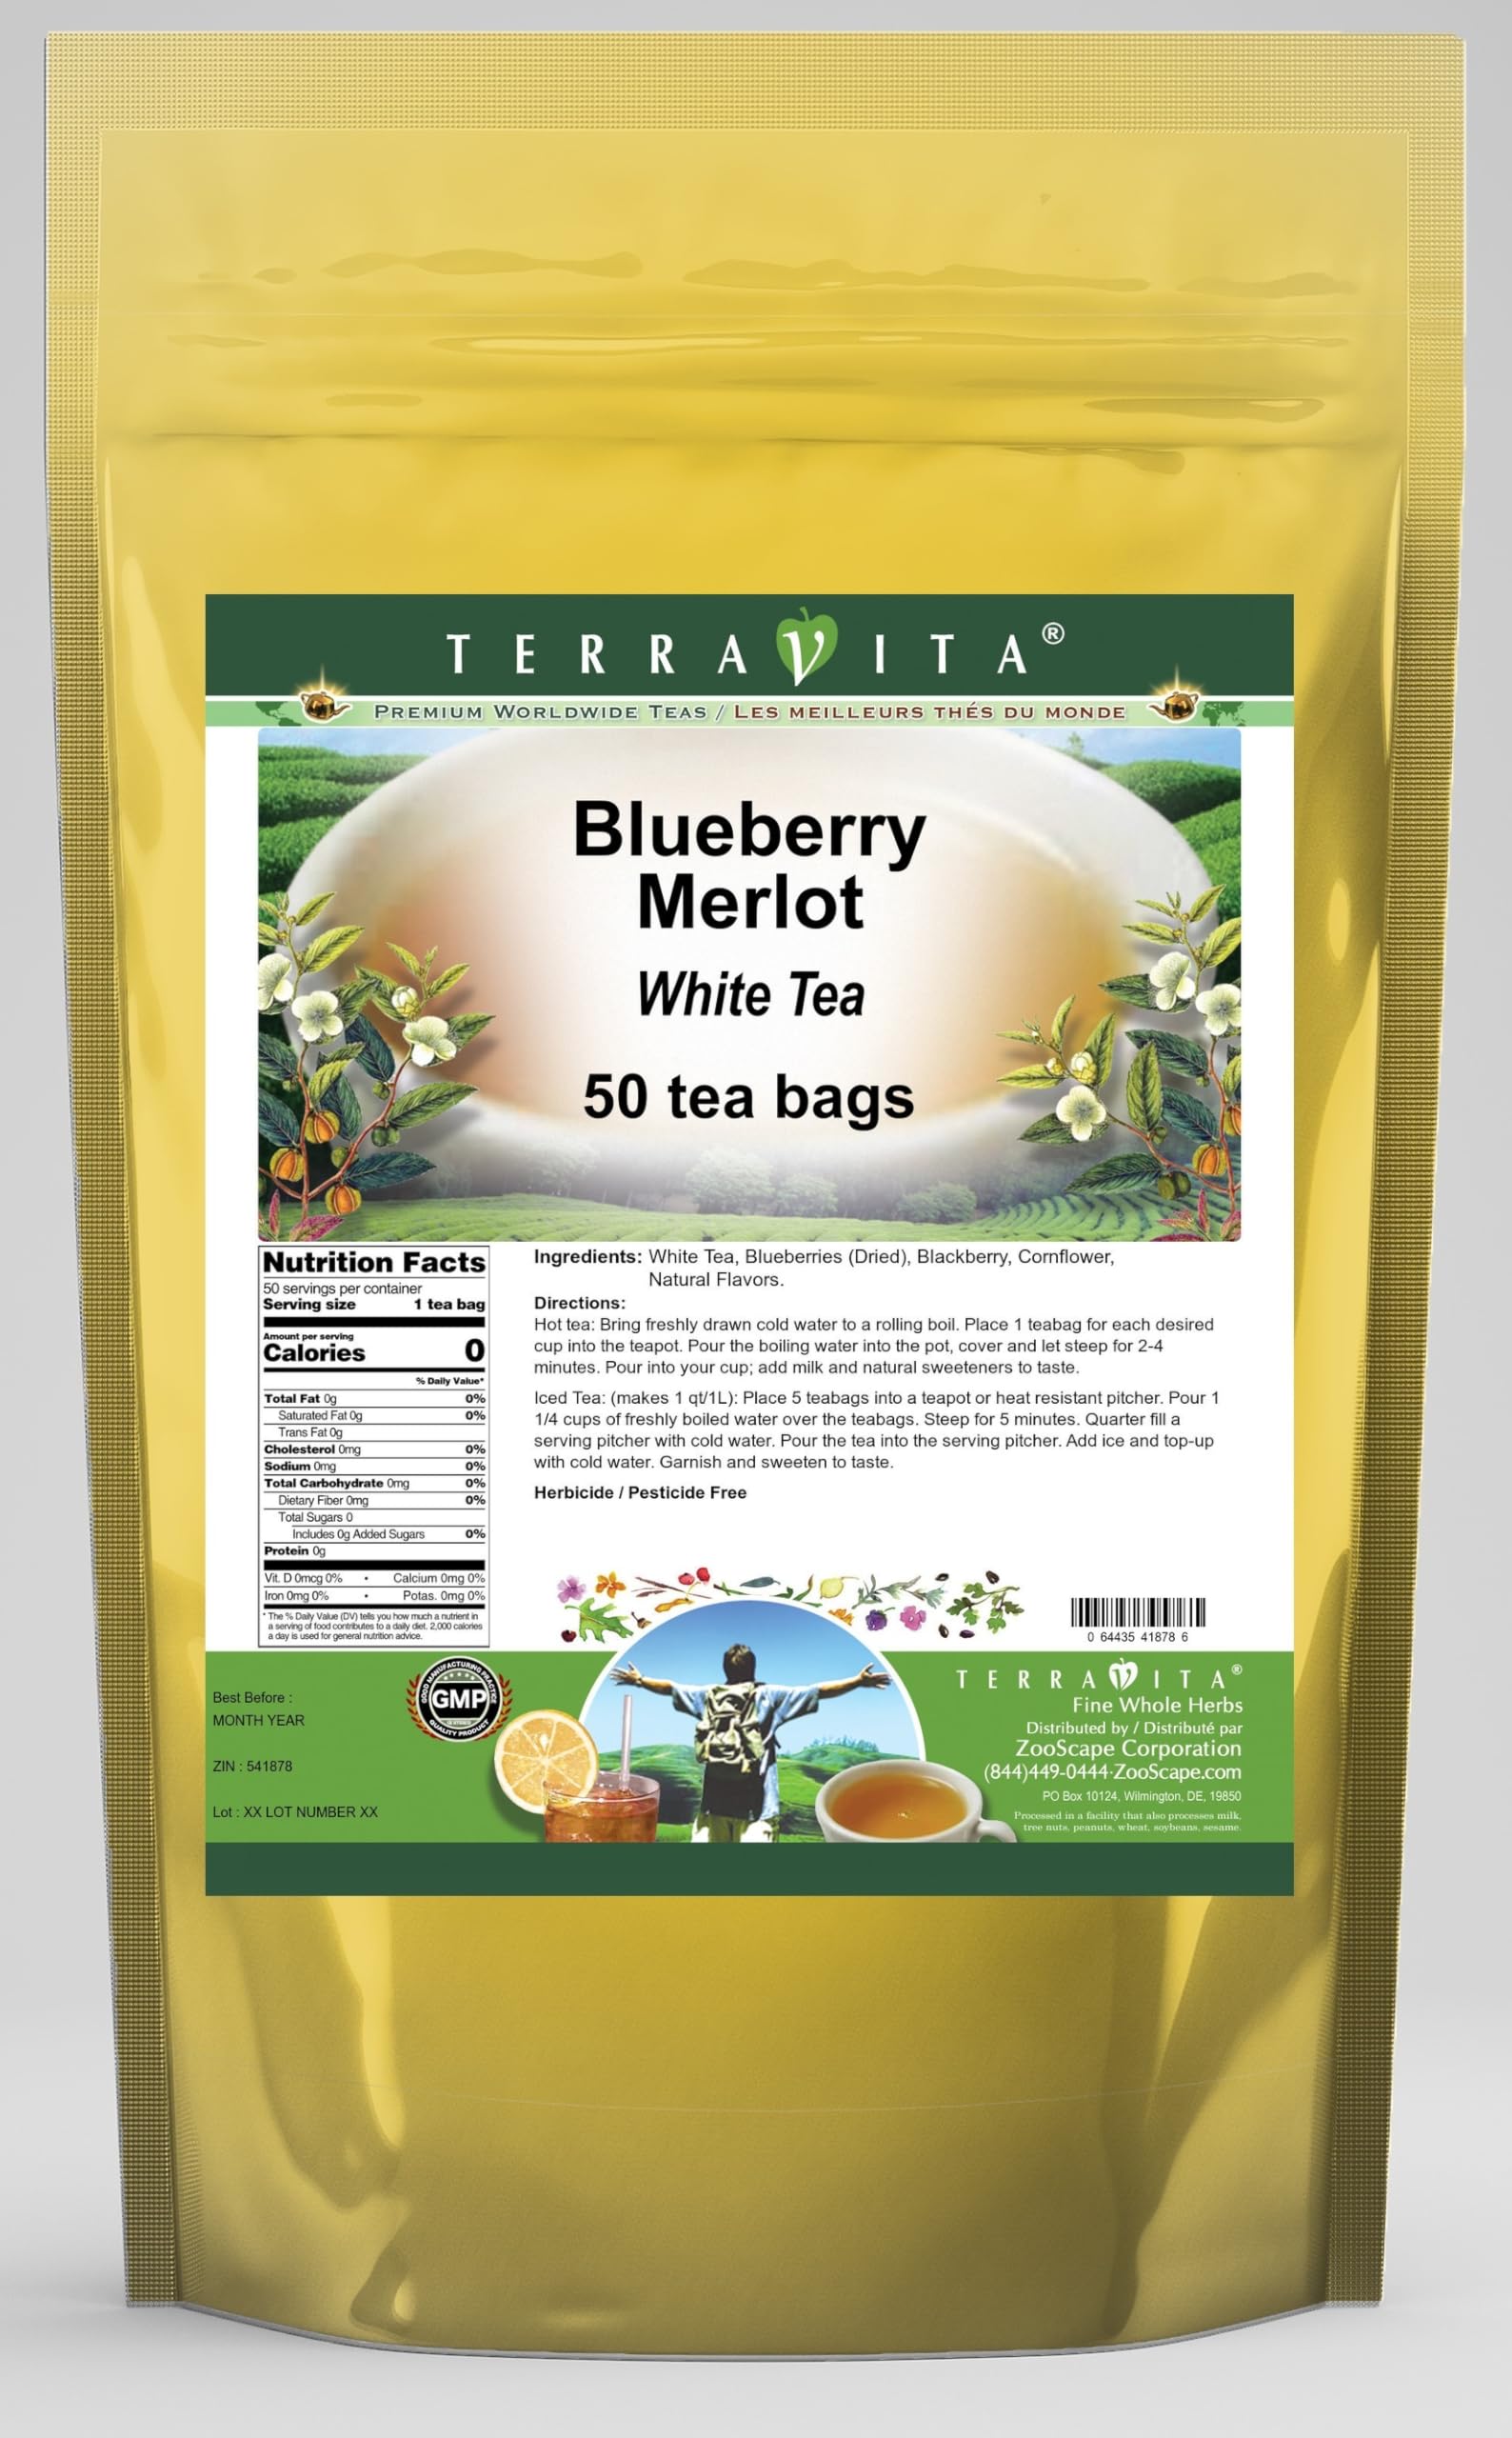 TERRAVITA®
PREMIUM WORLDWIDE TEAS / LES MEILLEURS THÉS DU MONDE
Blueberry
Merlot
White Tea
50 tea bags
Nutrition Facts
50 servings per container
Serving size 1 tea bag
Amount per serving
Calories 0
% Daily Value*
Total Fat 0g 0%
Saturated Fat 0g 0%
Trans Fat 0g
Cholesterol 0mg 0%
Sodium 0mg 0%
Total Carbohydrate 0mg 0%
Dietary Fiber 0mg 0%
Total Sugars 0
Includes 0g Added Sugars 0%
Protein 0g
Vit. D 0mcg 0% • Calcium 0mg 0%
Iron 0mg 0% • Potas. 0mg 0%
* The % Daily Value (DV) tells you how much a nutrient in
a serving of food contributes to a daily diet. 2,000 calories
a day is used for general nutrition advice.
Ingredients: White Tea, Blueberries (Dried), Blackberry, Cornflower,
Natural Flavors.
Directions:
Hot tea: Bring freshly drawn cold water to a rolling boil. Place 1 teabag for each desired
cup into the teapot. Pour the boiling water into the pot, cover and let steep for 2-4
minutes. Pour into your cup; add milk and natural sweeteners to taste.
Iced Tea: (makes 1 qt/1L): Place 5 teabags into a teapot or heat resistant pitcher. Pour 1
1/4 cups of freshly boiled water over the teabags. Steep for 5 minutes. Quarter fill a
serving pitcher with cold water. Pour the tea into the serving pitcher. Add ice and top-up
with cold water. Garnish and sweeten to taste.
Herbicide / Pesticide Free
0 64435 41878 6
Best Before :
MONTH YEAR
ZIN : 541878
Lot : XX LOT NUMBER XX
GOOD MANUFACTURING PRACTICE
GMP
QUALITY PRODUCT
TERRAVITA®
Fine Whole Herbs
Distributed by / Distribué par
ZooScape Corporation
(844)449-0444·ZooScape.com
PO Box 10124, Wilmington, DE, 19850
Processed in a facility that also processes milk,
tree nuts, peanuts, wheat, soybeans, sesame.